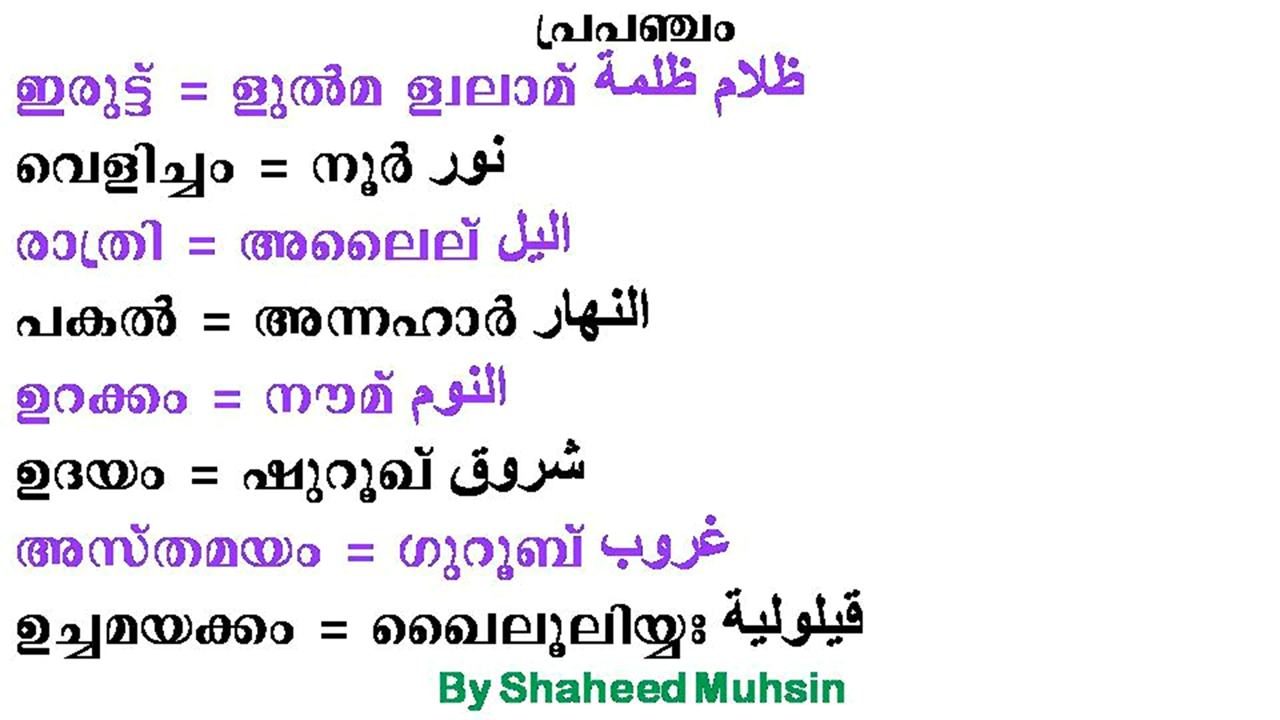 പ്രപഞ്ചം
ഇരുട്ട് = ളുൽമ ള്വലാമ് ظلام ظلمة
വെളിച്ചം = നൂർ نور
രാത്രി = അലൈല് اليل
പകൽ = അന്നഹാർ النهار
ഉറക്കം = നൗമ് النوم
ഉദയം = ഷുറൂഖ് شروق
അസ്തമയം = ഗുറൂബ് غروب
ഉച്ചമയക്കം = ഖൈലൂലിയ്യഃ قيلولية
By Shaheed Muhsin